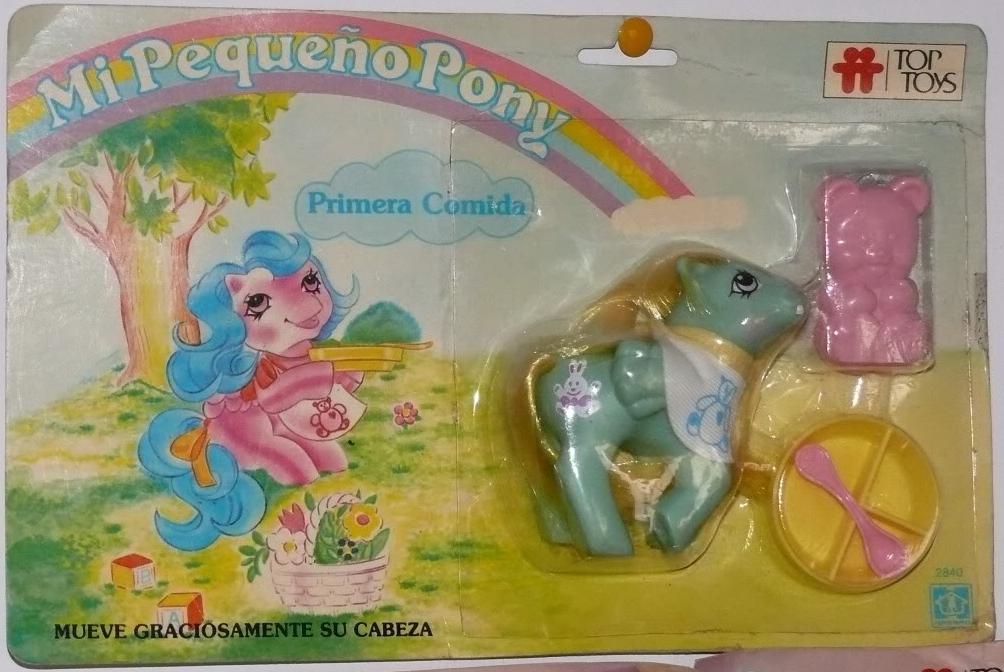 Mi Pequeño Pony
TOP
TOYS
Primera Comida
B
A
2840
MUEVE GRACIOSAMENTE SU CABEZA